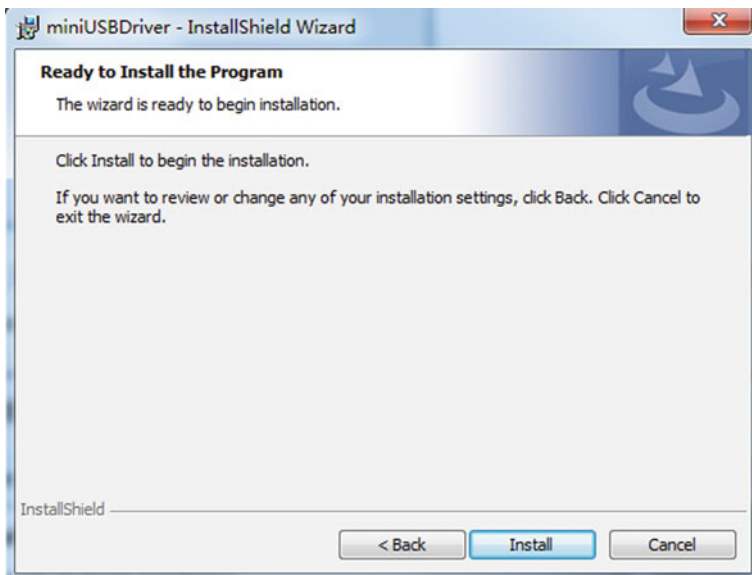 miniUSBDriver - InstallShield Wizard
Ready to Install the Program
The wizard is ready to begin installation.
Click Install to begin the installation.
If you want to review or change any of your installation settings, click Back. Click Cancel to
exit the wizard.
InstallShield
< Back Install Cancel